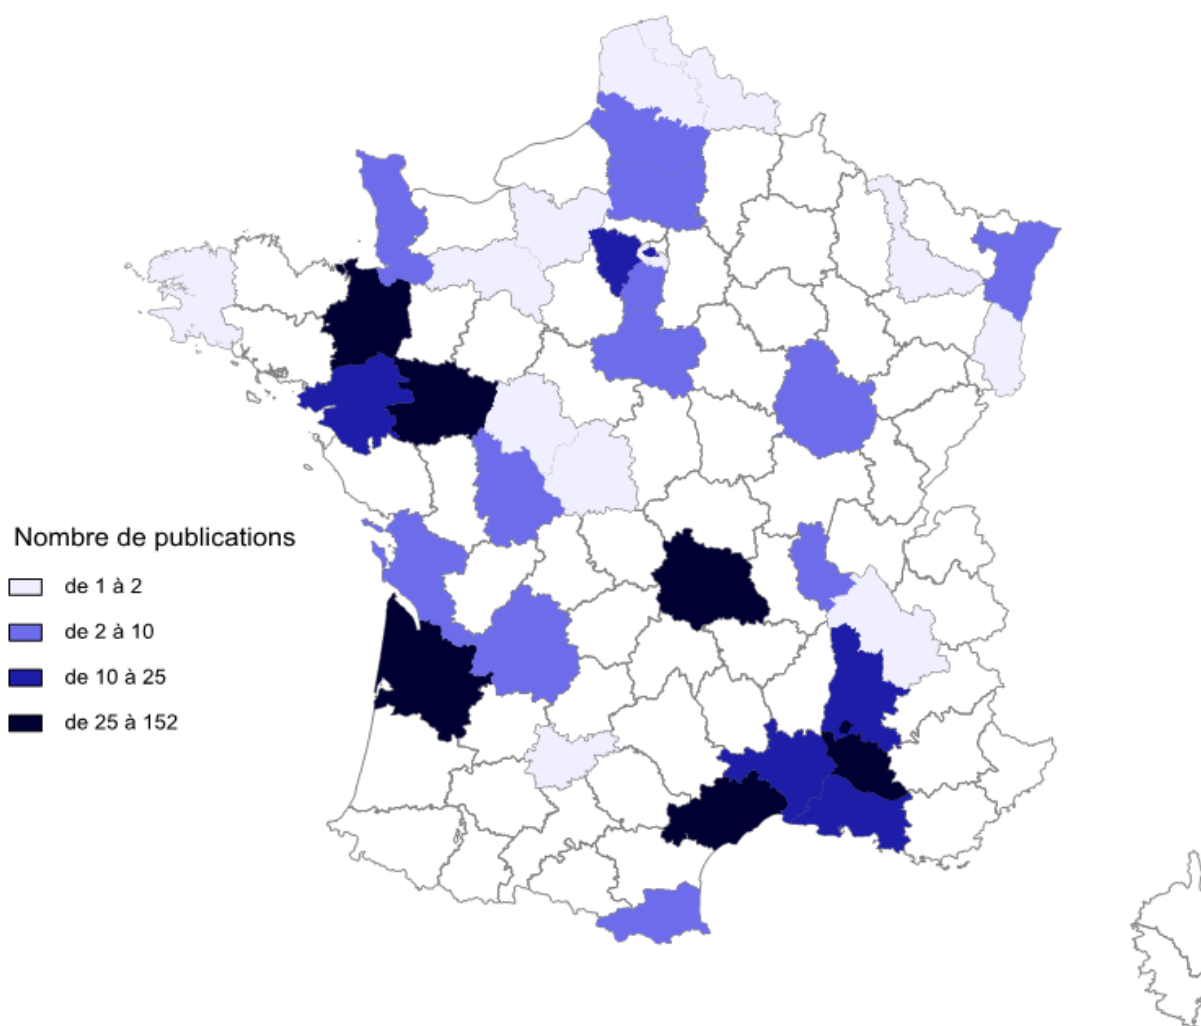 Nombre de publications
de 1 à 2
de 2 à 10
de 10 à 25
de 25 à 152